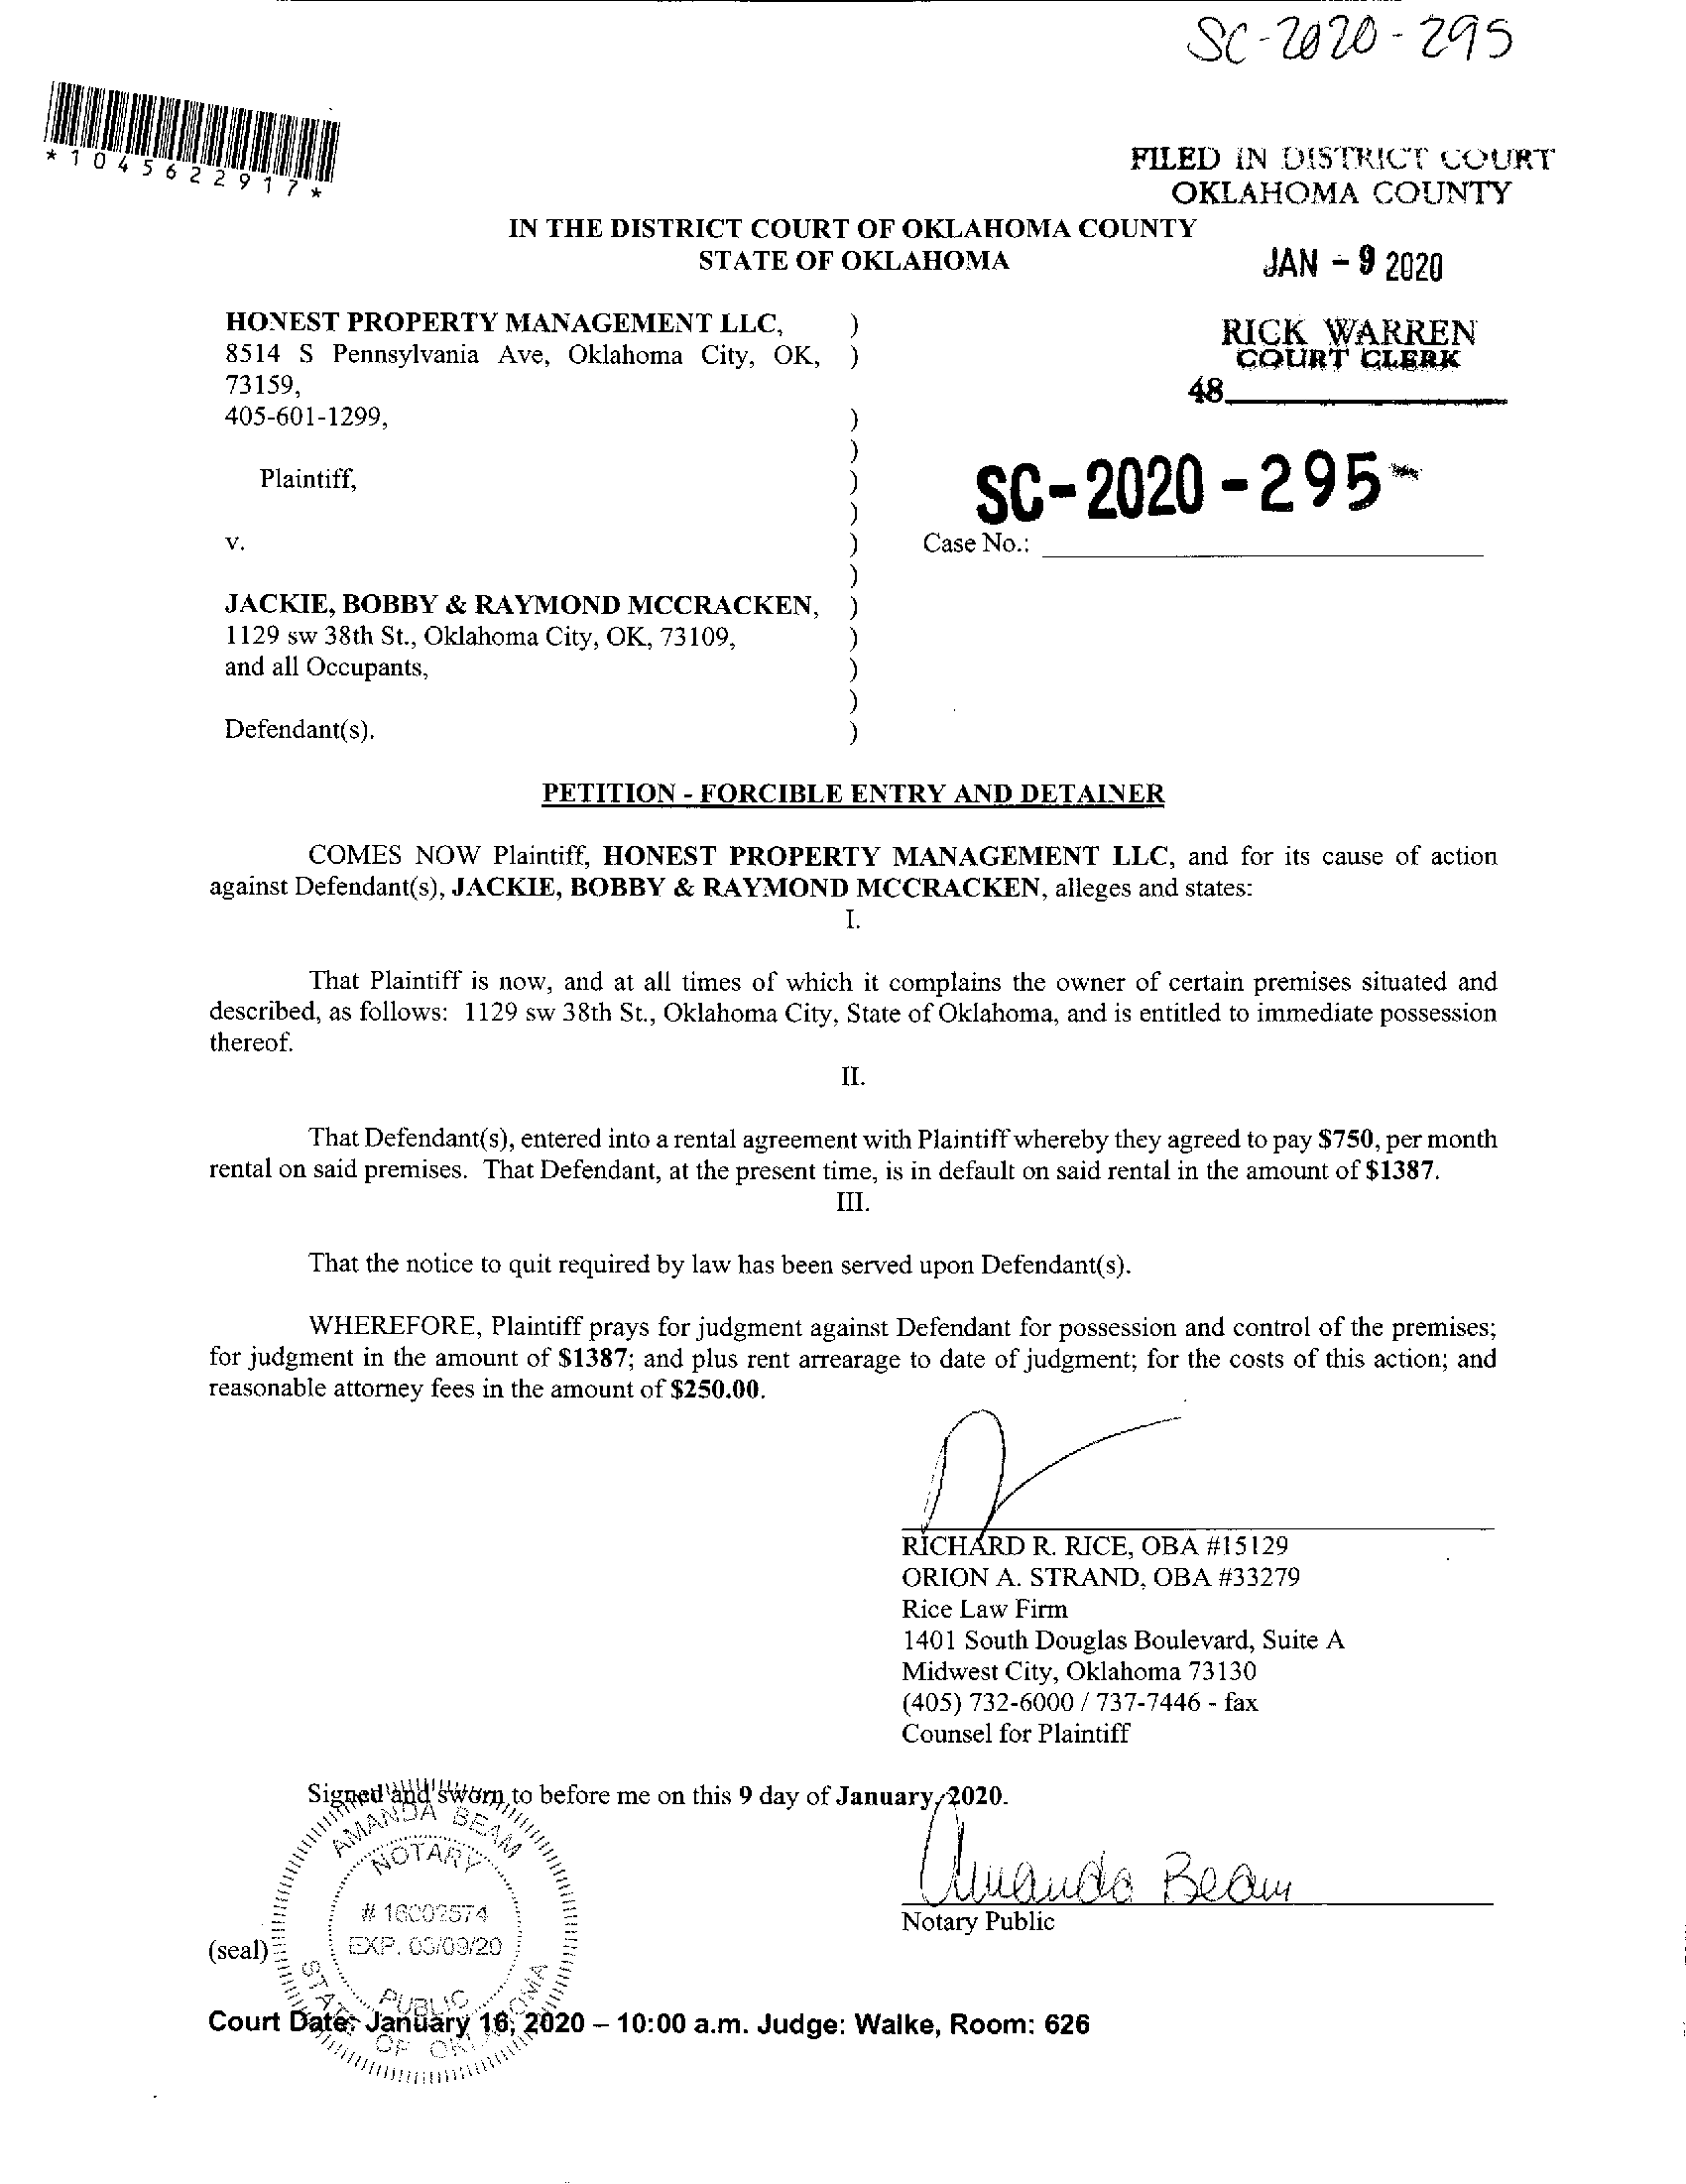 SC-2020-295
*1045622917*
FILED IN DISTRICT COURT
OKLAHOMA COUNTY
IN THE DISTRICT COURT OF OKLAHOMA COUNTY
STATE OF OKLAHOMA
JAN - 9 2020
HONEST PROPERTY MANAGEMENT LLC, )
8514 S Pennsylvania Ave, Oklahoma City, OK, )
73159,
405-601-1299, )
RICK WARREN
COURT CLERK
48
)
Plaintiff, )
)
SC-2020-295
v. )
Case No.:
)
JACKIE, BOBBY & RAYMOND MCCRACKEN, )
1129 sw 38th St., Oklahoma City, OK, 73109, )
and all Occupants, )
)
Defendant(s). )
PETITION - FORCIBLE ENTRY AND DETAINER
COMES NOW Plaintiff, HONEST PROPERTY MANAGEMENT LLC, and for its cause of action
against Defendant(s), JACKIE, BOBBY & RAYMOND MCCRACKEN, alleges and states:
I.
That Plaintiff is now, and at all times of which it complains the owner of certain premises situated and
described, as follows: 1129 sw 38th St., Oklahoma City, State of Oklahoma, and is entitled to immediate possession
thereof.
II.
That Defendant(s), entered into a rental agreement with Plaintiff whereby they agreed to pay $750, per month
rental on said premises. That Defendant, at the present time, is in default on said rental in the amount of $1387.
III.
That the notice to quit required by law has been served upon Defendant(s).
WHEREFORE, Plaintiff prays for judgment against Defendant for possession and control of the premises;
for judgment in the amount of $1387; and plus rent arrearage to date of judgment; for the costs of this action; and
reasonable attorney fees in the amount of $250.00.
RICHARD R. RICE, OBA #15129
ORION A. STRAND, OBA #33279
Rice Law Firm
1401 South Douglas Boulevard, Suite A
Midwest City, Oklahoma 73130
(405) 732-6000 / 737-7446 - fax
Counsel for Plaintiff
Signed and sworn to before me on this 9 day of January, 2020.
AMANDA BEAM
NOTARY
# 16002574
EXP. 03/09/20
PUBLIC
STATE OF OKLAHOMA
Amanda Beam
Notary Public
(seal)
Court Date: January 16, 2020 – 10:00 a.m. Judge: Walke, Room: 626